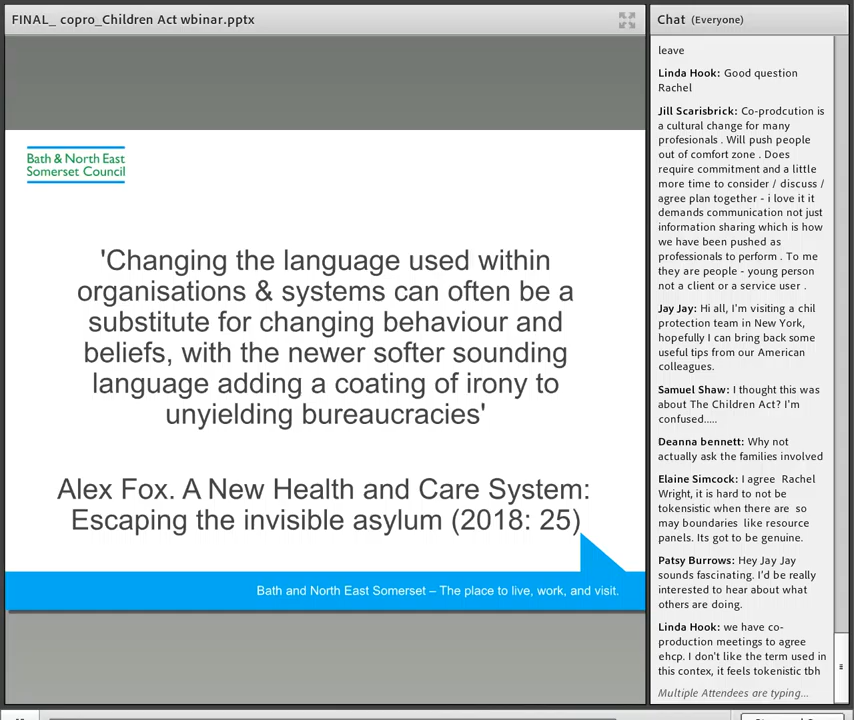 FINAL_ copro_Children Act wbinar.pptx
Bath & North East
Somerset Council
'Changing the language used within
organisations & systems can often be a
substitute for changing behaviour and
beliefs, with the newer softer sounding
language adding a coating of irony to
unyielding bureaucracies'
Alex Fox. A New Health and Care System:
Escaping the invisible asylum (2018: 25)
Bath and North East Somerset – The place to live, work, and visit.
Chat (Everyone)
leave
Linda Hook: Good question
Rachel
Jill Scarisbrick: Co-prodcution is
a cultural change for many
profesionals . Will push people
out of comfort zone . Does
require commitment and a little
more time to consider / discuss /
agree plan together - i love it it
demands communication not just
information sharing which is how
we have been pushed as
professionals to perform . To me
they are people - young person
not a client or a service user .
Jay Jay: Hi all, I'm visiting a chil
protection team in New York,
hopefully I can bring back some
useful tips from our American
colleagues.
Samuel Shaw: I thought this was
about The Children Act? I'm
confused.....
Deanna bennett: Why not
actually ask the families involved
Elaine Simcock: I agree Rachel
Wright, it is hard to not be
tokensistic when there are so
may boundaries like resource
panels. Its got to be genuine.
Patsy Burrows: Hey Jay Jay
sounds fascinating. I'd be really
interested to hear about what
others are doing.
Linda Hook: we have co-
production meetings to agree
ehcp. I don't like the term used in
this contex, it feels tokenistic tbh
Multiple Attendees are typing...